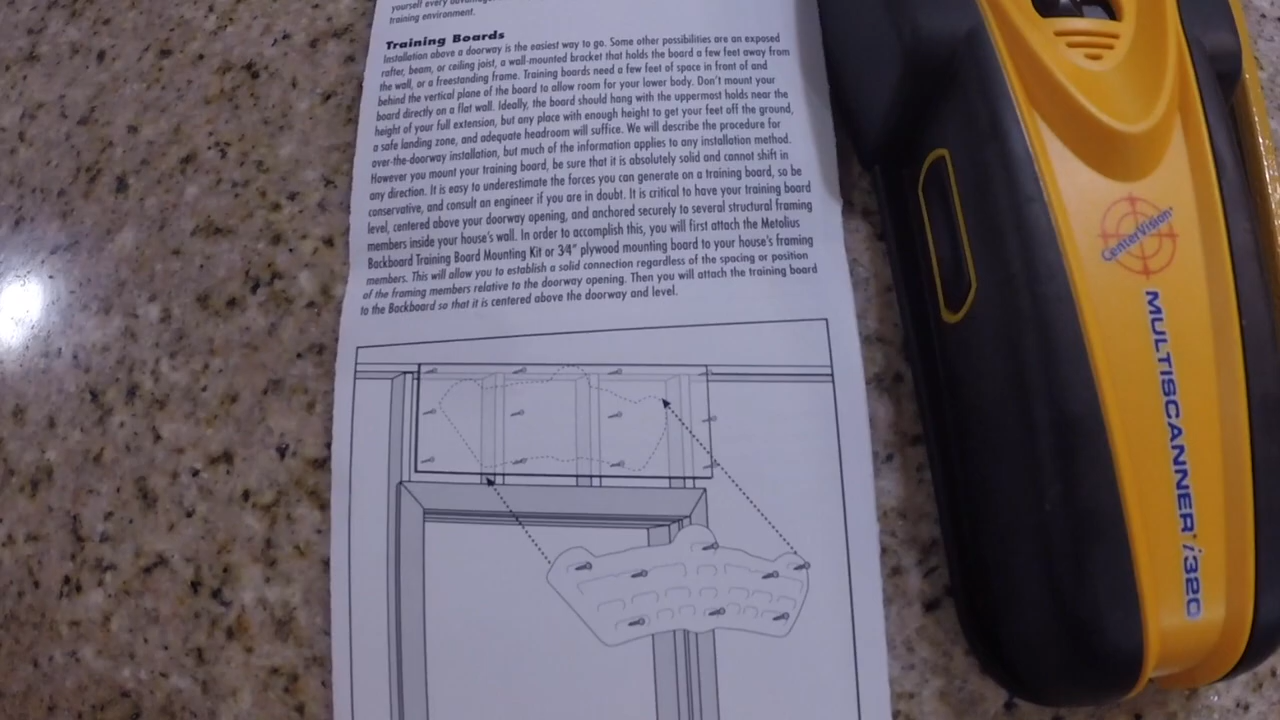 yourself every
training environment.
Training Boards
Installation above a doorway is the easiest way to go. Some other possibilities are an exposed
rafter, beam, or ceiling joist, a wall-mounted bracket that holds the board a few feet away from
the wall, or a freestanding frame. Training boards need a few feet of space in front of and
behind the vertical plane of the board to allow room for your lower body. Don't mount your
board directly on a flat wall. Ideally, the board should hang with the uppermost holds near the
height of your full extension, but any place with enough height to get your feet off the ground,
a safe landing zone, and adequate headroom will suffice. We will describe the procedure for
over-the-doorway installation, but much of the information applies to any installation method.
However you mount your training board, be sure that it is absolutely solid and cannot shift in
any direction. It is easy to underestimate the forces you can generate on a training board, so be
conservative, and consult an engineer if you are in doubt. It is critical to have your training board
level, centered above your doorway opening, and anchored securely to several structural framing
members inside your house's wall. In order to accomplish this, you will first attach the Metolius
Backboard Training Board Mounting Kit or 3⁄4" plywood mounting board to your house's framing
members. This will allow you to establish a solid connection regardless of the spacing or position
of the framing members relative to the doorway opening. Then you will attach the training board
to the Backboard so that it is centered above the doorway and level.
CenterVision®
MULTISCANNER® i320